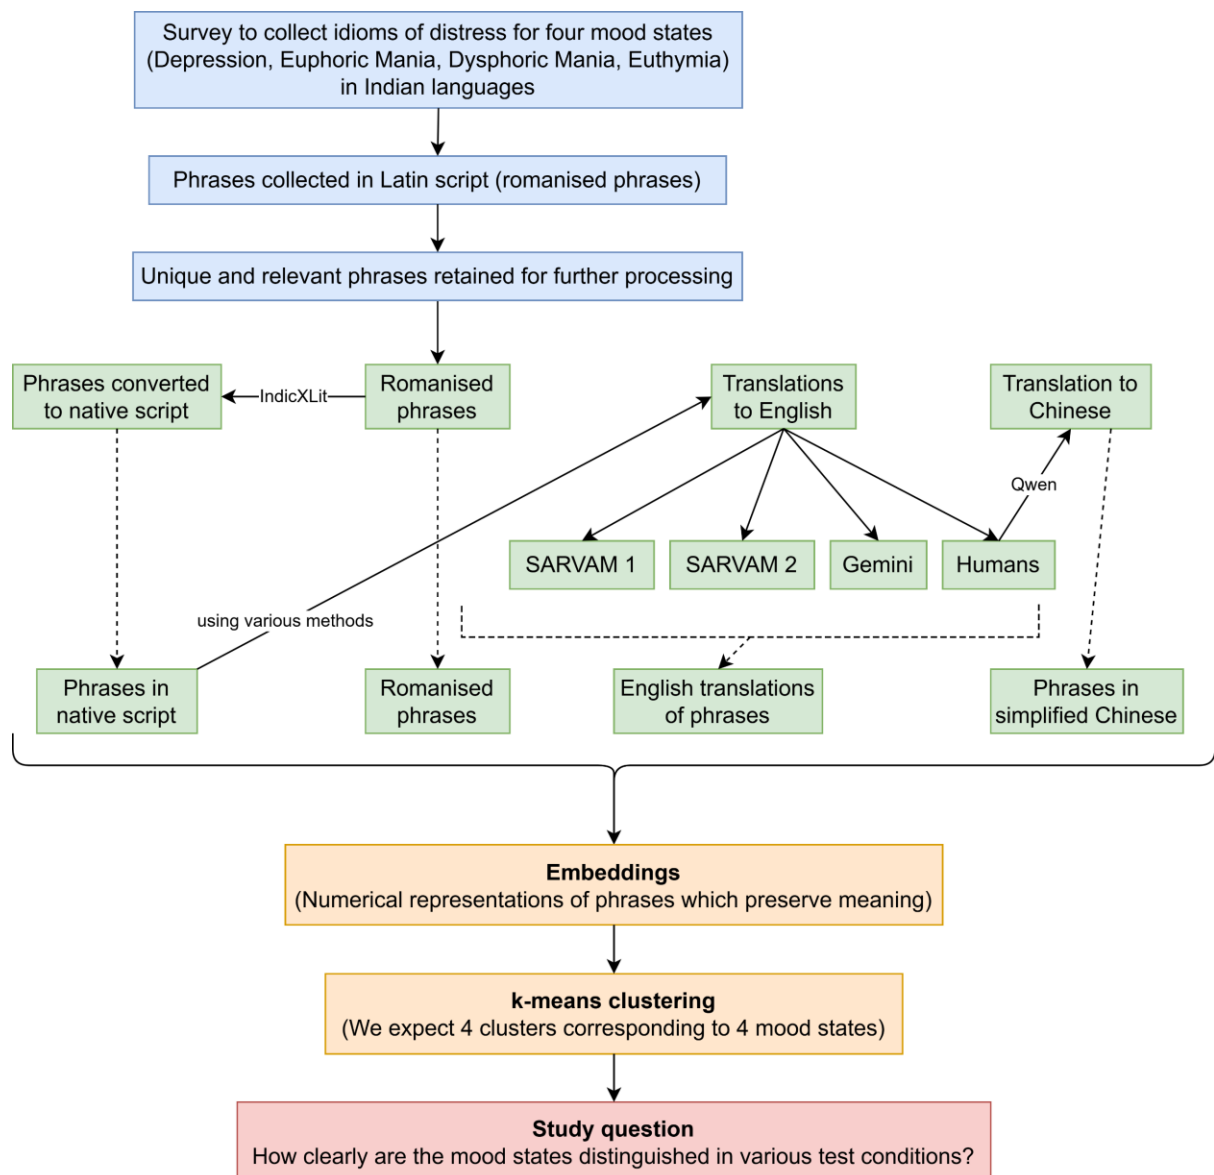 Survey to collect idioms of distress for four mood states
(Depression, Euphoric Mania, Dysphoric Mania, Euthymia)
in Indian languages
Phrases collected in Latin script (romanised phrases)
Unique and relevant phrases retained for further processing
Phrases converted
to native script
IndicXLit
Romanised
phrases
Translations
to English
Translation to
Chinese
Qwen
SARVAM 1
SARVAM 2
Gemini
Humans
using various methods
Phrases in
native script
Romanised
phrases
English translations
of phrases
Phrases in
simplified Chinese
Embeddings
(Numerical representations of phrases which preserve meaning)
k-means clustering
(We expect 4 clusters corresponding to 4 mood states)
Study question
How clearly are the mood states distinguished in various test conditions?